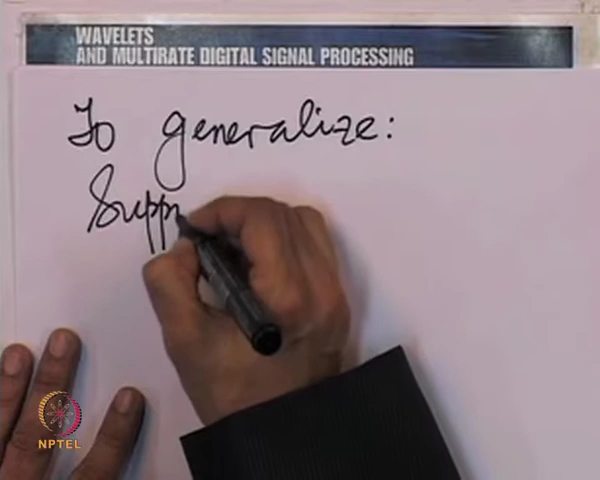 WAVELETS
AND MULTIRATE DIGITAL SIGNAL PROCESSING
To generalize:
Supp
NPTEL